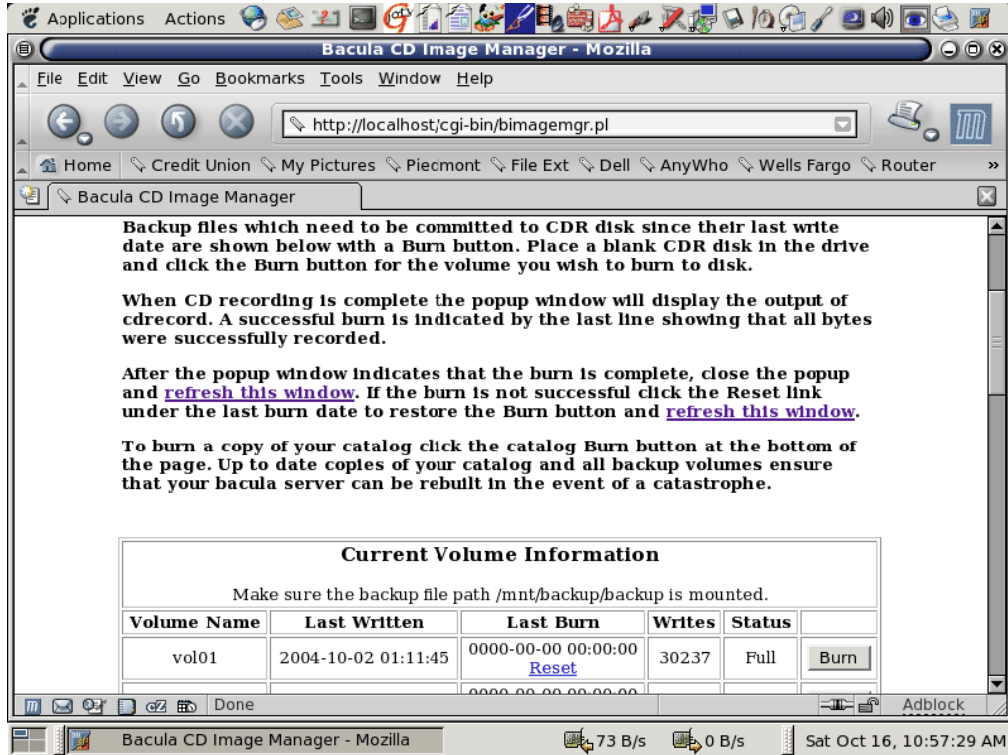 Applications Actions
Bacula CD Image Manager - Mozilla
File Edit View Go Bookmarks Tools Window Help
http://localhost/cgi-bin/bimagemgr.pl
Home Credit Union My Pictures Piedmont File Ext Dell AnyWho Wells Fargo Router »
Bacula CD Image Manager
Backup files which need to be committed to CDR disk since their last write
date are shown below with a Burn button. Place a blank CDR disk in the drive
and click the Burn button for the volume you wish to burn to disk.
When CD recording is complete the popup window will display the output of
cdrecord. A successful burn is indicated by the last line showing that all bytes
were successfully recorded.
After the popup window indicates that the burn is complete, close the popup
and refresh this window. If the burn is not successful click the Reset link
under the last burn date to restore the Burn button and refresh this window.
To burn a copy of your catalog click the catalog Burn button at the bottom of
the page. Up to date copies of your catalog and all backup volumes ensure
that your bacula server can be rebuilt in the event of a catastrophe.
Current Volume Information
Make sure the backup file path /mnt/backup/backup is mounted.
Volume Name Last Written Last Burn Writes Status
vol01 2004-10-02 01:11:45 0000-00-00 00:00:00 30237 Full Burn
Reset
0000-00-00 00:00:00
Done Adblock
Bacula CD Image Manager - Mozilla 73 B/s 0 B/s Sat Oct 16, 10:57:29 AM